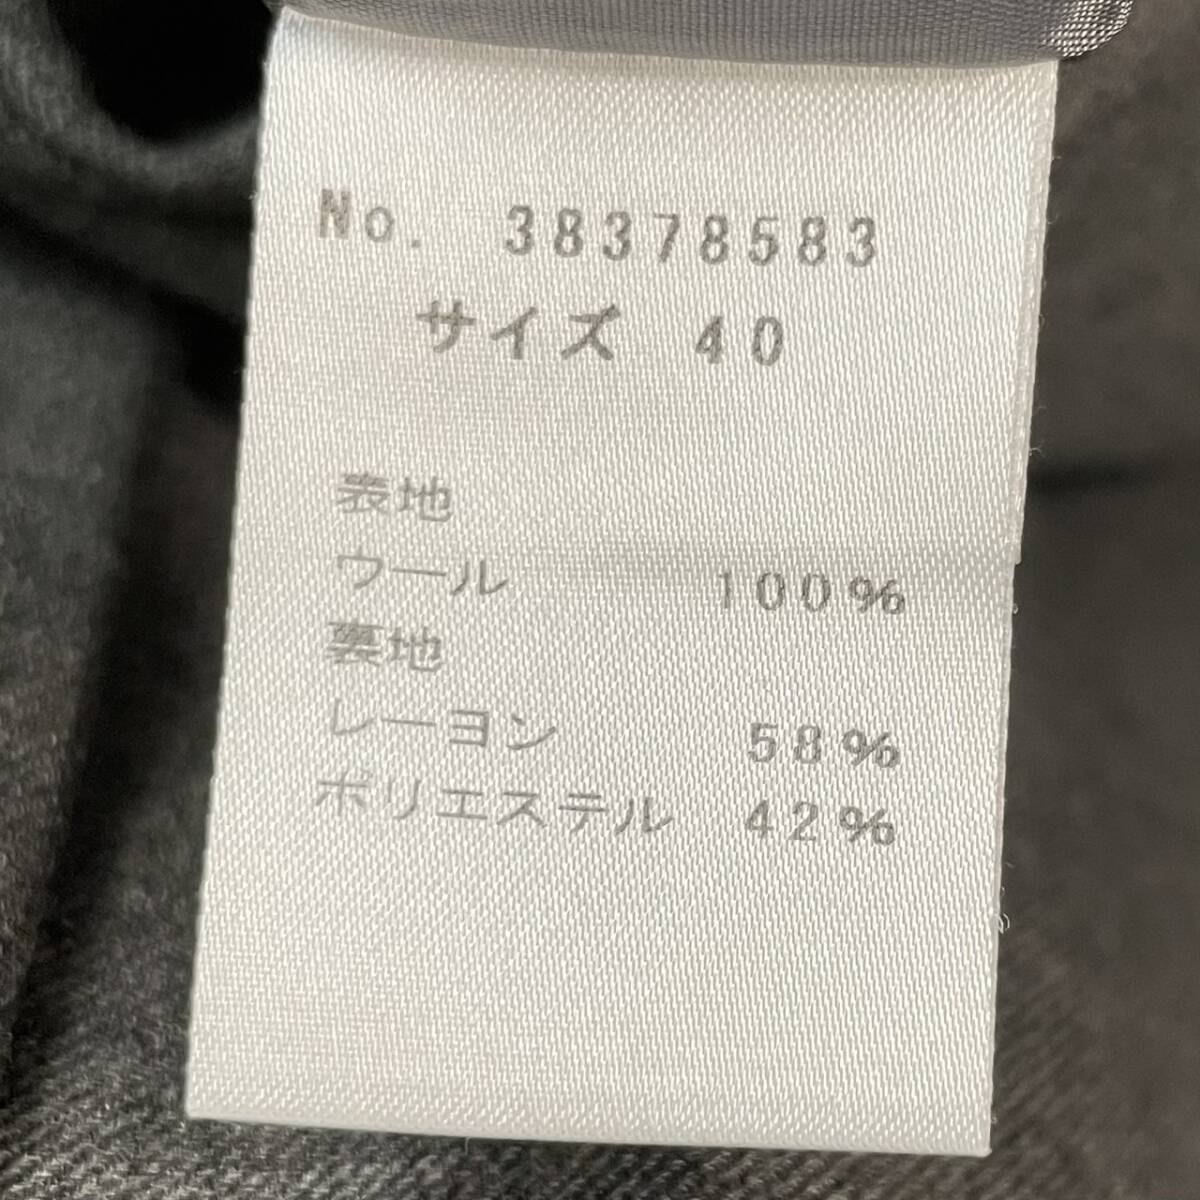 No. 38378583
サイズ 40
表地
ウール 100%
裏地
レーヨン 58%
ポリエステル 42%